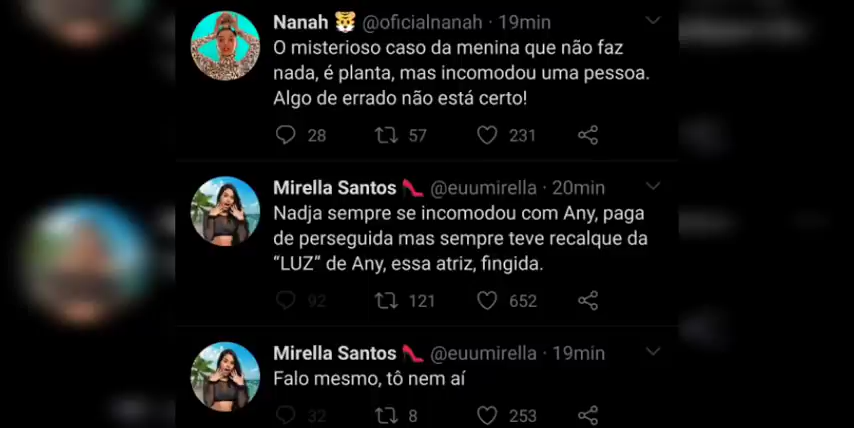 Nanah 🐯 @oficialnanah · 19min
O misterioso caso da menina que não faz
nada, é planta, mas incomodou uma pessoa.
Algo de errado não está certo!
28 57 231
Mirella Santos 👠 @euumirella · 20min
Nadja sempre se incomodou com Any, paga
de perseguida mas sempre teve recalque da
“LUZ” de Any, essa atriz, fingida.
92 121 652
Mirella Santos 👠 @euumirella · 19min
Falo mesmo, tô nem aí
32 8 253